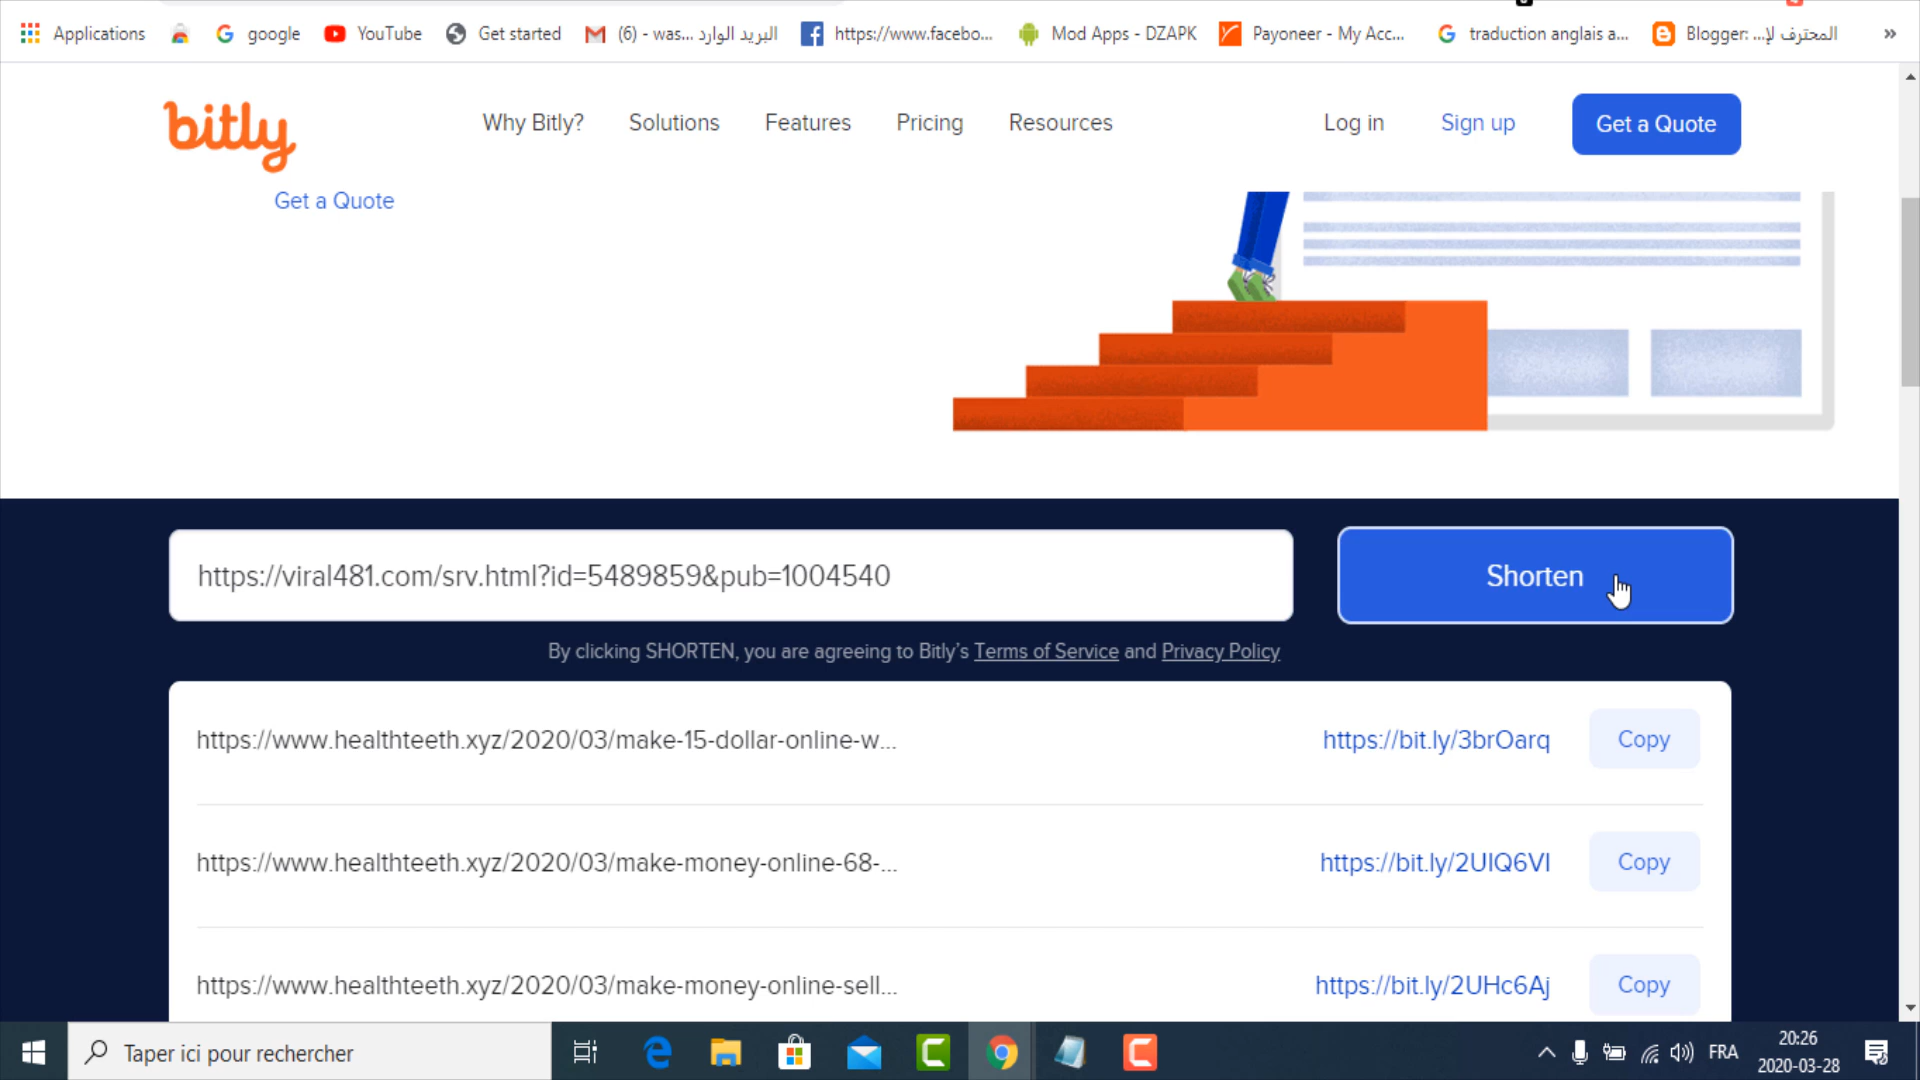 Applications google YouTube Get started (6) - was... البريد الوارد https://www.facebo... Mod Apps - DZAPK Payoneer - My Acc... traduction anglais a... Blogger: ...المحترف لإ »
bitly Why Bitly? Solutions Features Pricing Resources Log in Sign up Get a Quote
Get a Quote
https://viral481.com/srv.html?id=5489859&pub=1004540 Shorten
By clicking SHORTEN, you are agreeing to Bitly's Terms of Service and Privacy Policy
https://www.healthteeth.xyz/2020/03/make-15-dollar-online-w... https://bit.ly/3brOarq Copy
https://www.healthteeth.xyz/2020/03/make-money-online-68-... https://bit.ly/2UIQ6VI Copy
https://www.healthteeth.xyz/2020/03/make-money-online-sell... https://bit.ly/2UHc6Aj Copy
Taper ici pour rechercher FRA 20:26
2020-03-28